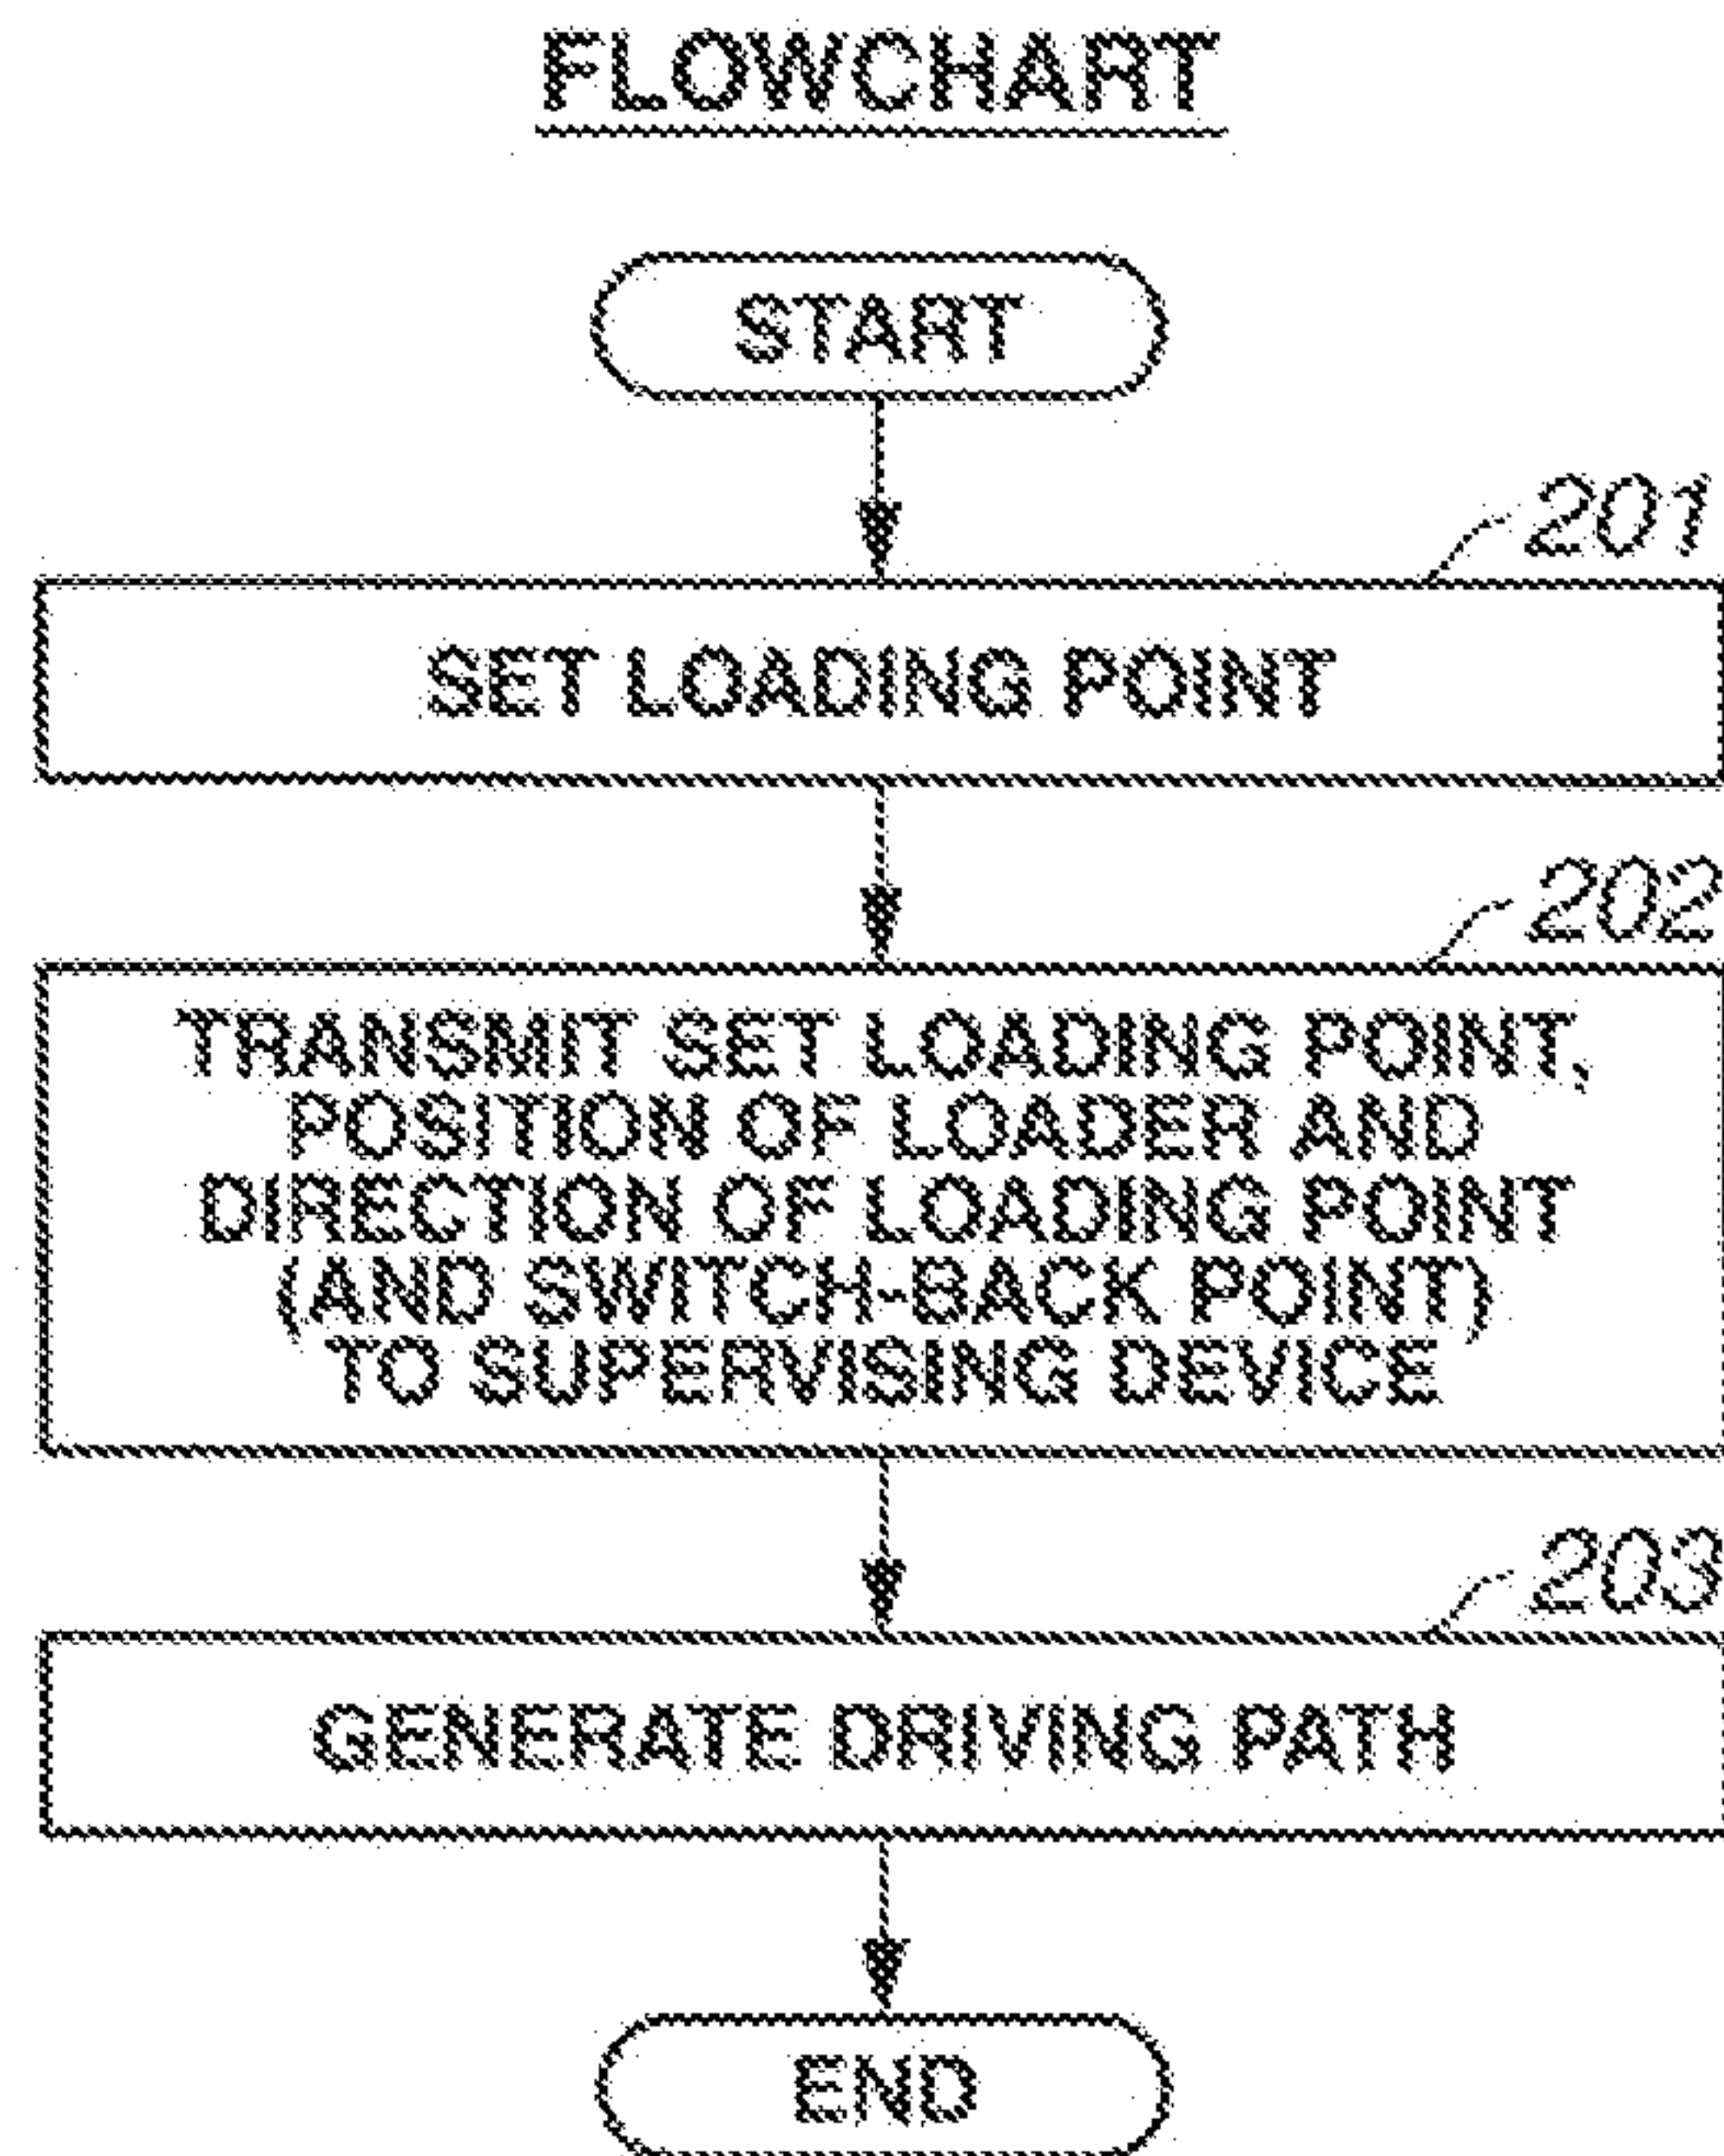 FLOWCHART
START
201
SET LOADING POINT
202
TRANSMIT SET LOADING POINT,
POSITION OF LOADER AND
DIRECTION OF LOADING POINT
(AND SWITCH-BACK POINT)
TO SUPERVISING DEVICE
203
GENERATE DRIVING PATH
END